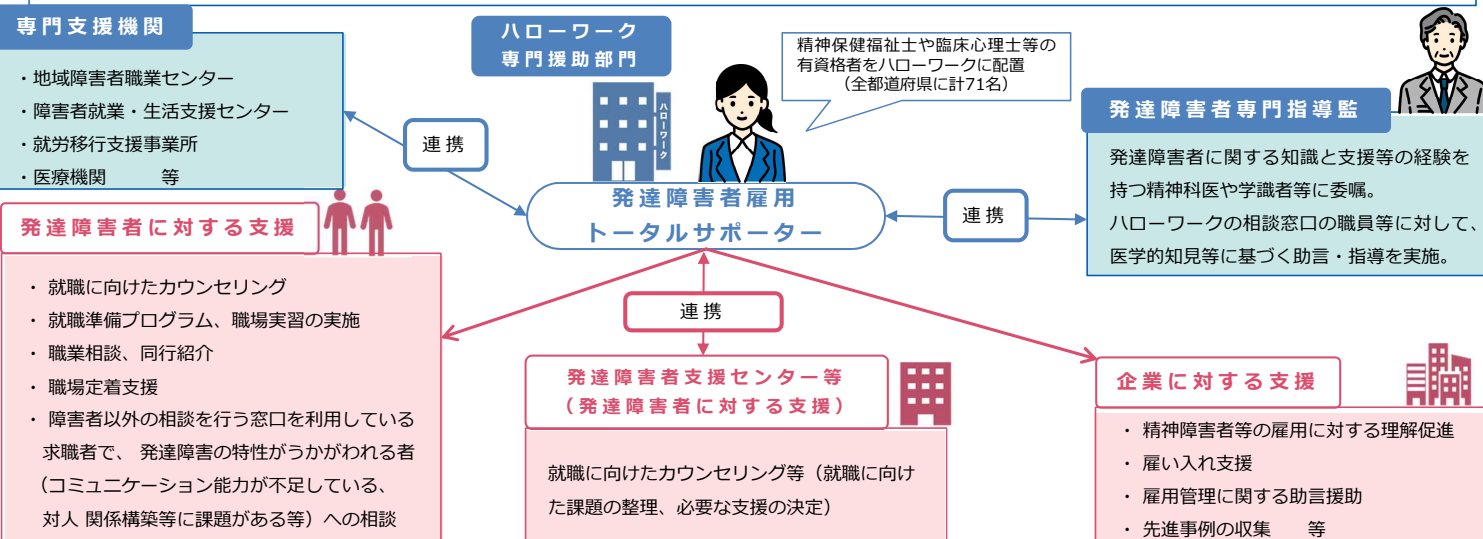 専門支援機関
・地域障害者職業センター
・障害者就業・生活支援センター
・就労移行支援事業所
・医療機関　　等
連携
ハローワーク
専門援助部門
ハローワーク
精神保健福祉士や臨床心理士等の
有資格者をハローワークに配置
（全都道府県に計71名）
発達障害者雇用
トータルサポーター
連携
発達障害者専門指導監
発達障害者に関する知識と支援等の経験を
持つ精神科医や学識者等に委嘱。
ハローワークの相談窓口の職員等に対して、
医学的知見等に基づく助言・指導を実施。
発達障害者に対する支援
・ 就職に向けたカウンセリング
・ 就職準備プログラム、職場実習の実施
・ 職業相談、同行紹介
・ 職場定着支援
・ 障害者以外の相談を行う窓口を利用している
求職者で、 発達障害の特性がうかがわれる者
（コミュニケーション能力が不足している、
対人 関係構築等に課題がある等）への相談
連携
発達障害者支援センター等
（発達障害者に対する支援）
就職に向けたカウンセリング等（就職に向け
た課題の整理、必要な支援の決定）
企業に対する支援
・ 精神障害者等の雇用に対する理解促進
・ 雇い入れ支援
・ 雇用管理に関する助言援助
・ 先進事例の収集　　等